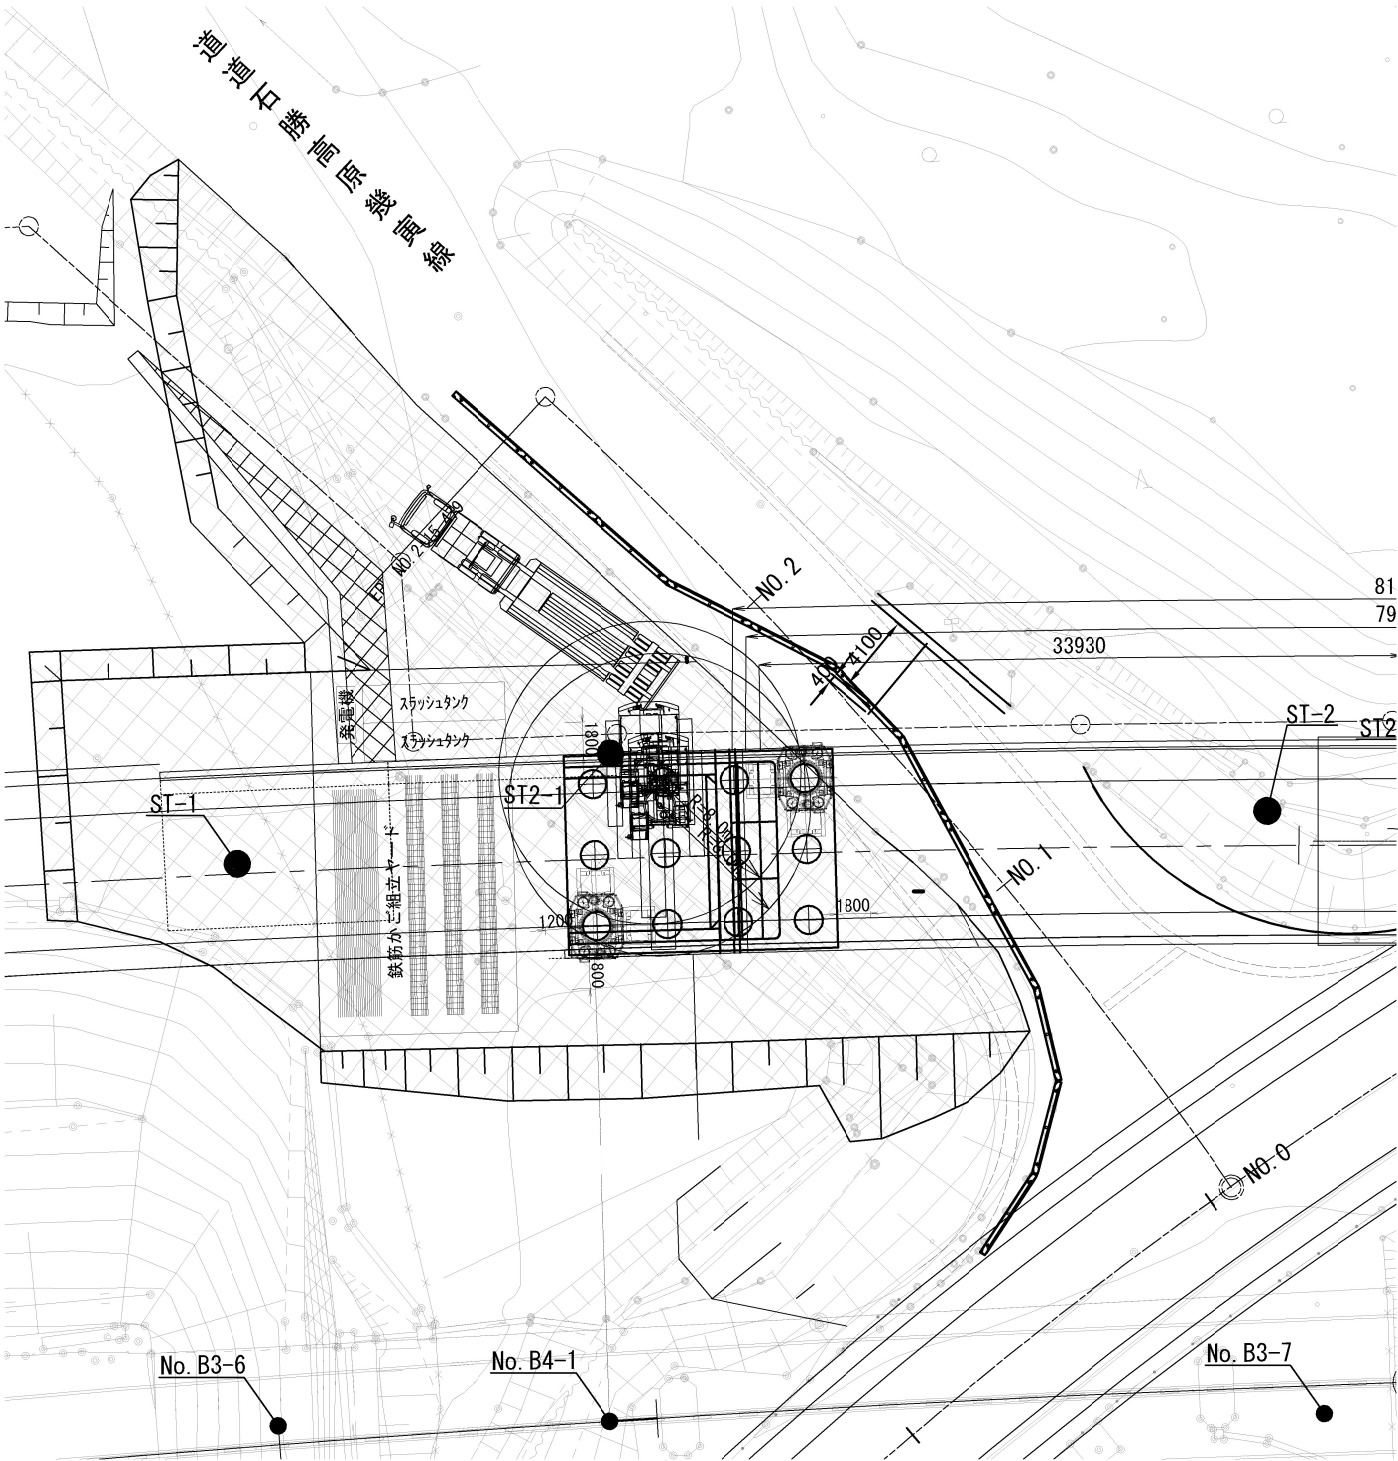 道道石勝高原幾寅線
NO. 2
81
79
33930
4100
400
発電機
スラッシュタンク
スラッシュタンク
1800
ST-2
ST2
ST-1
ST2-1
NO. 1
鉄筋かご組立ヤード
1200
1800
800
NO. 0
No. B3-6
No. B4-1
No. B3-7